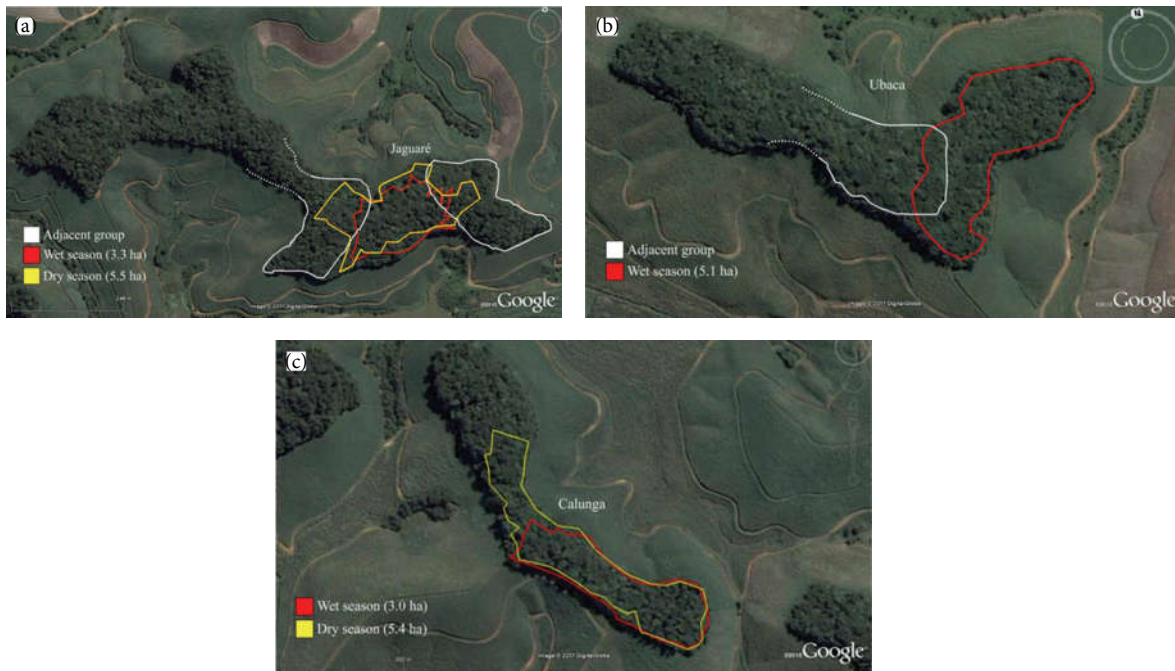 (a)
Jaguaré
Adjacent group
Wet season (3.3 ha)
Dry season (5.5 ha)
Google
(b)
Ubaca
Adjacent group
Wet season (5.1 ha)
Google
(c)
Calunga
Wet season (3.0 ha)
Dry season (5.4 ha)
Google